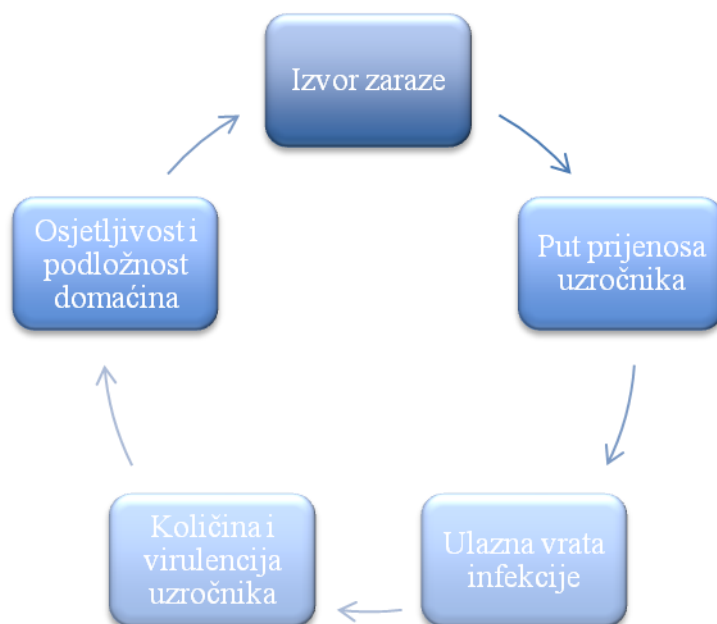 Izvor zaraze
Put prijenosa
uzročnika
Ulazna vrata
infekcije
Količina i
virulencija
uzročnika
Osjetljivost i
podložnost
domaćina